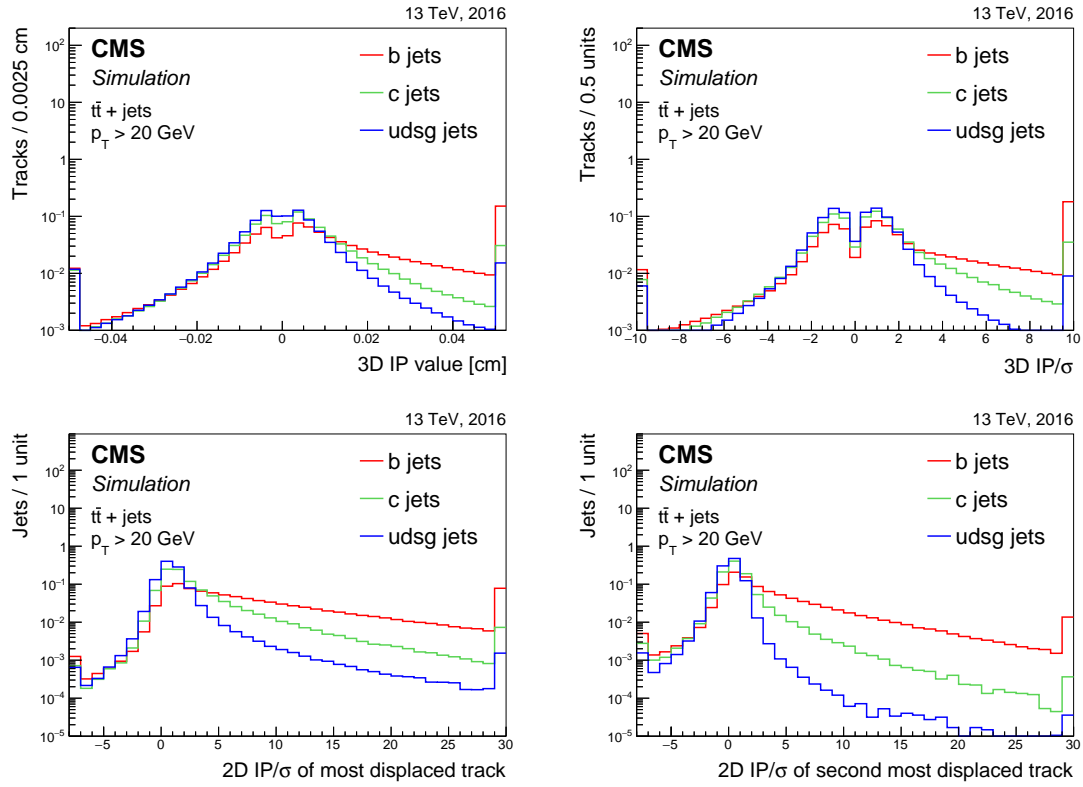 13 TeV, 2016
Tracks / 0.0025 cm
10²
10
1
10⁻¹
10⁻²
10⁻³
CMS
Simulation
tt̄ + jets
p_T > 20 GeV
b jets
c jets
udsg jets
−0.04 −0.02 0 0.02 0.04
3D IP value [cm]
13 TeV, 2016
Tracks / 0.5 units
10²
10
1
10⁻¹
10⁻²
10⁻³
CMS
Simulation
tt̄ + jets
p_T > 20 GeV
b jets
c jets
udsg jets
−10 −8 −6 −4 −2 0 2 4 6 8 10
3D IP/σ
13 TeV, 2016
Jets / 1 unit
10²
10
1
10⁻¹
10⁻²
10⁻³
10⁻⁴
10⁻⁵
CMS
Simulation
tt̄ + jets
p_T > 20 GeV
b jets
c jets
udsg jets
−5 0 5 10 15 20 25 30
2D IP/σ of most displaced track
13 TeV, 2016
Jets / 1 unit
10²
10
1
10⁻¹
10⁻²
10⁻³
10⁻⁴
10⁻⁵
CMS
Simulation
tt̄ + jets
p_T > 20 GeV
b jets
c jets
udsg jets
−5 0 5 10 15 20 25 30
2D IP/σ of second most displaced track